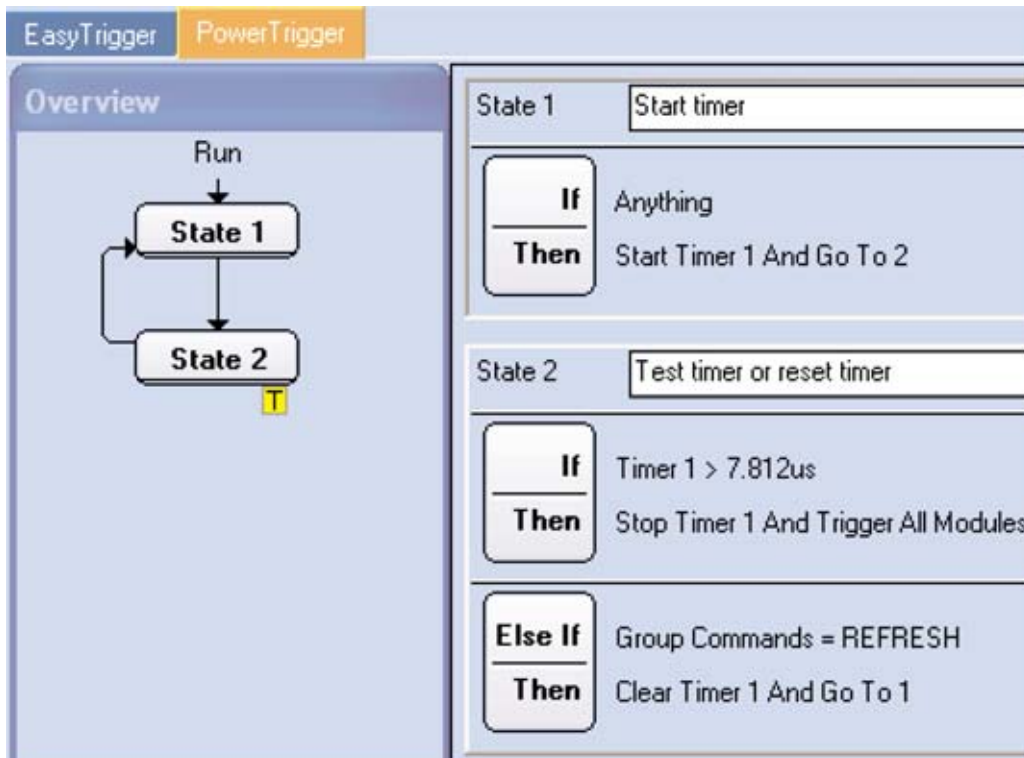 EasyTrigger
PowerTrigger
Overview
Run
State 1
State 2
T
State 1
Start timer
If
Anything
Then
Start Timer 1 And Go To 2
State 2
Test timer or reset timer
If
Timer 1 > 7.812us
Then
Stop Timer 1 And Trigger All Modules
Else If
Group Commands = REFRESH
Then
Clear Timer 1 And Go To 1